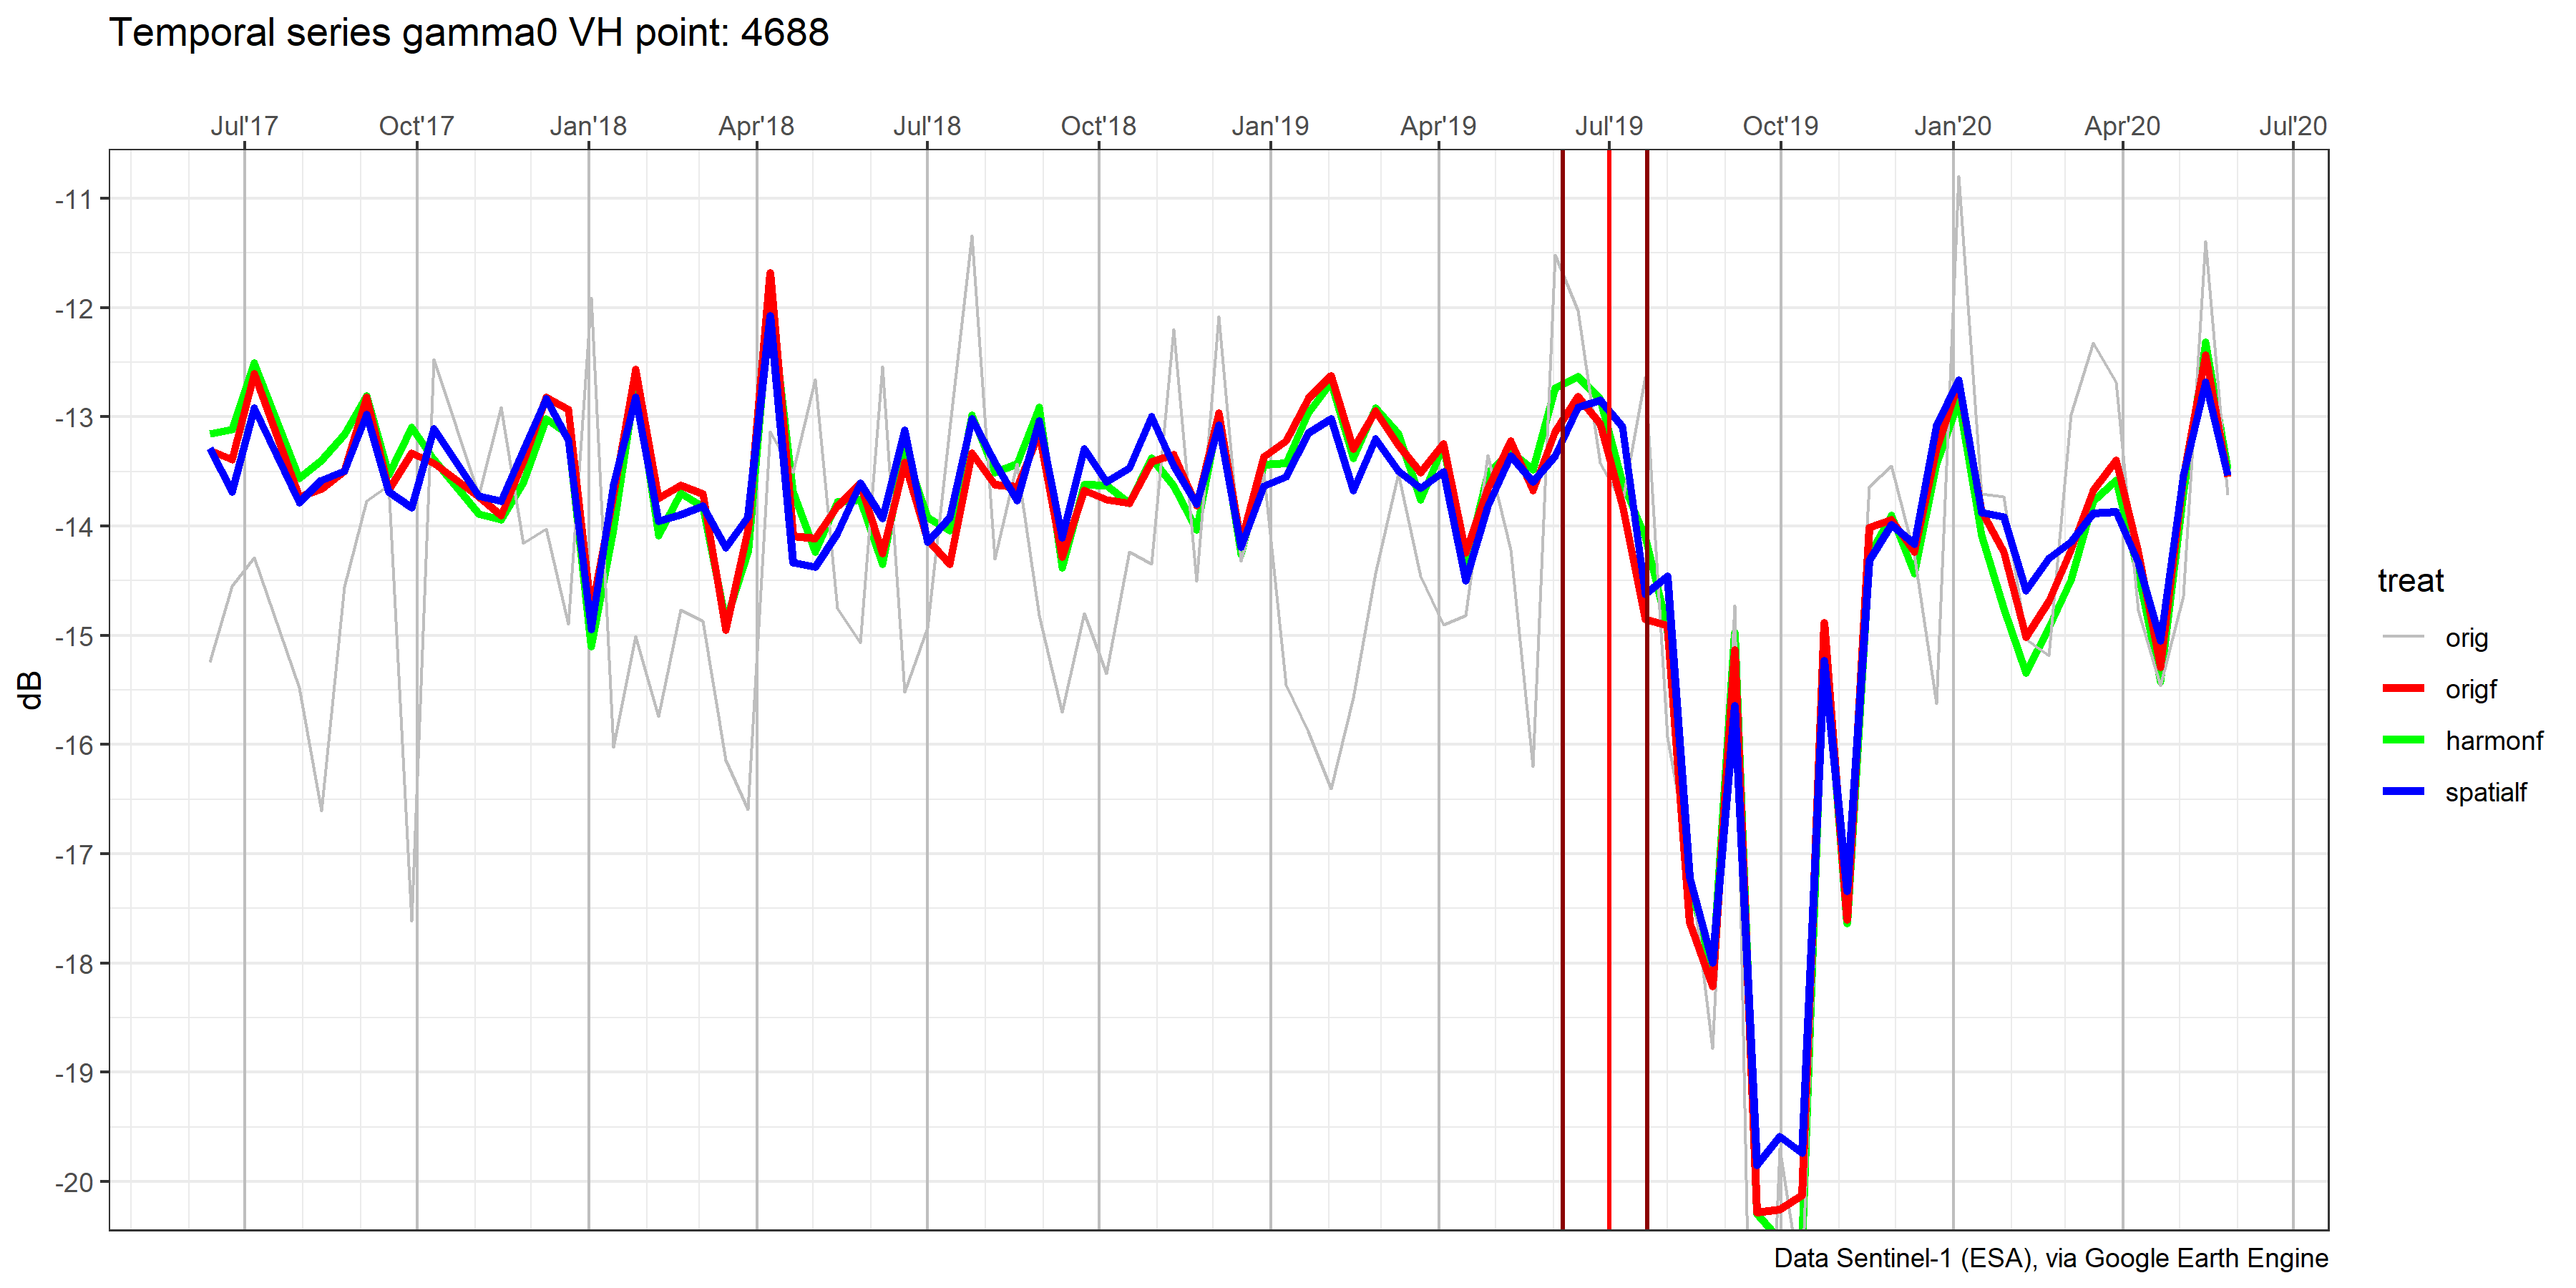 Temporal series gamma0 VH point: 4688
Jul'17 Oct'17 Jan'18 Apr'18 Jul'18 Oct'18 Jan'19 Apr'19 Jul'19 Oct'19 Jan'20 Apr'20 Jul'20
-11
-12
-13
-14
-15
-16
-17
-18
-19
-20
dB
treat
orig
origf
harmonf
spatialf
Data Sentinel-1 (ESA), via Google Earth Engine